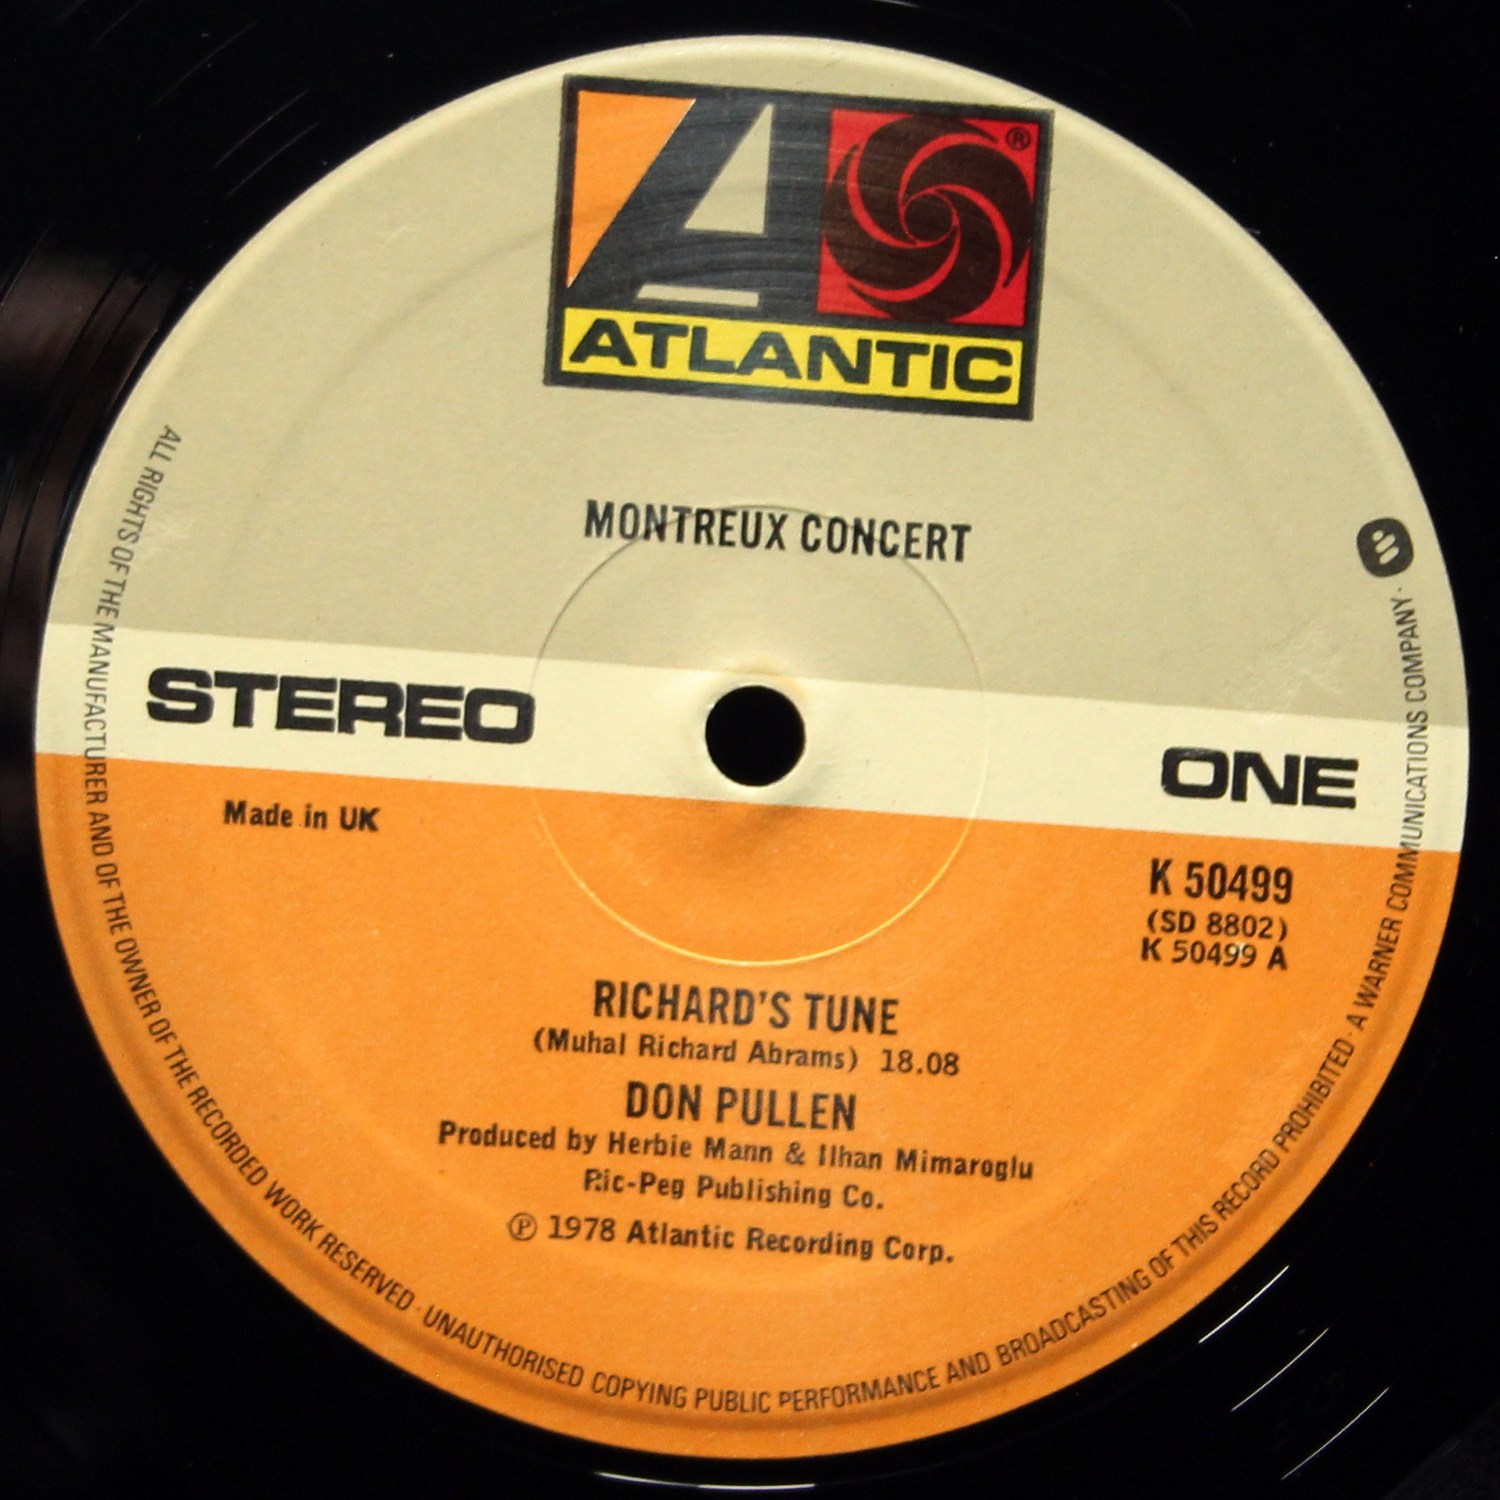 ®
ATLANTIC
MONTREUX CONCERT
STEREO
ONE
Made in UK
K 50499
(SD 8802)
K 50499 A
RICHARD'S TUNE
(Muhal Richard Abrams) 18.08
DON PULLEN
Produced by Herbie Mann & Ilhan Mimaroglu
Ric-Peg Publishing Co.
℗ 1978 Atlantic Recording Corp.
ALL RIGHTS OF THE MANUFACTURER AND OF THE OWNER OF THE RECORDED WORK RESERVED · UNAUTHORISED COPYING PUBLIC PERFORMANCE AND BROADCASTING OF THIS RECORD PROHIBITED · A WARNER COMMUNICATIONS COMPANY ·